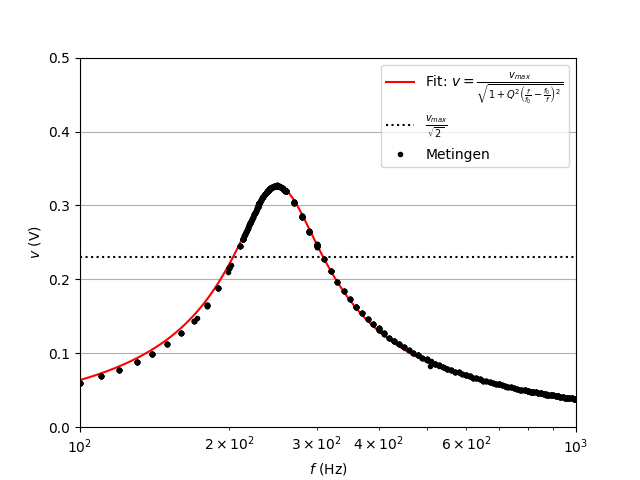 0.5
0.4
0.3
0.2
0.1
0.0
v (V)
Fit: v = v_max / √(1 + Q²(f/f₀ − f₀/f)²)
v_max / √2
Metingen
10² 2 × 10² 3 × 10² 4 × 10² 6 × 10² 10³
f (Hz)